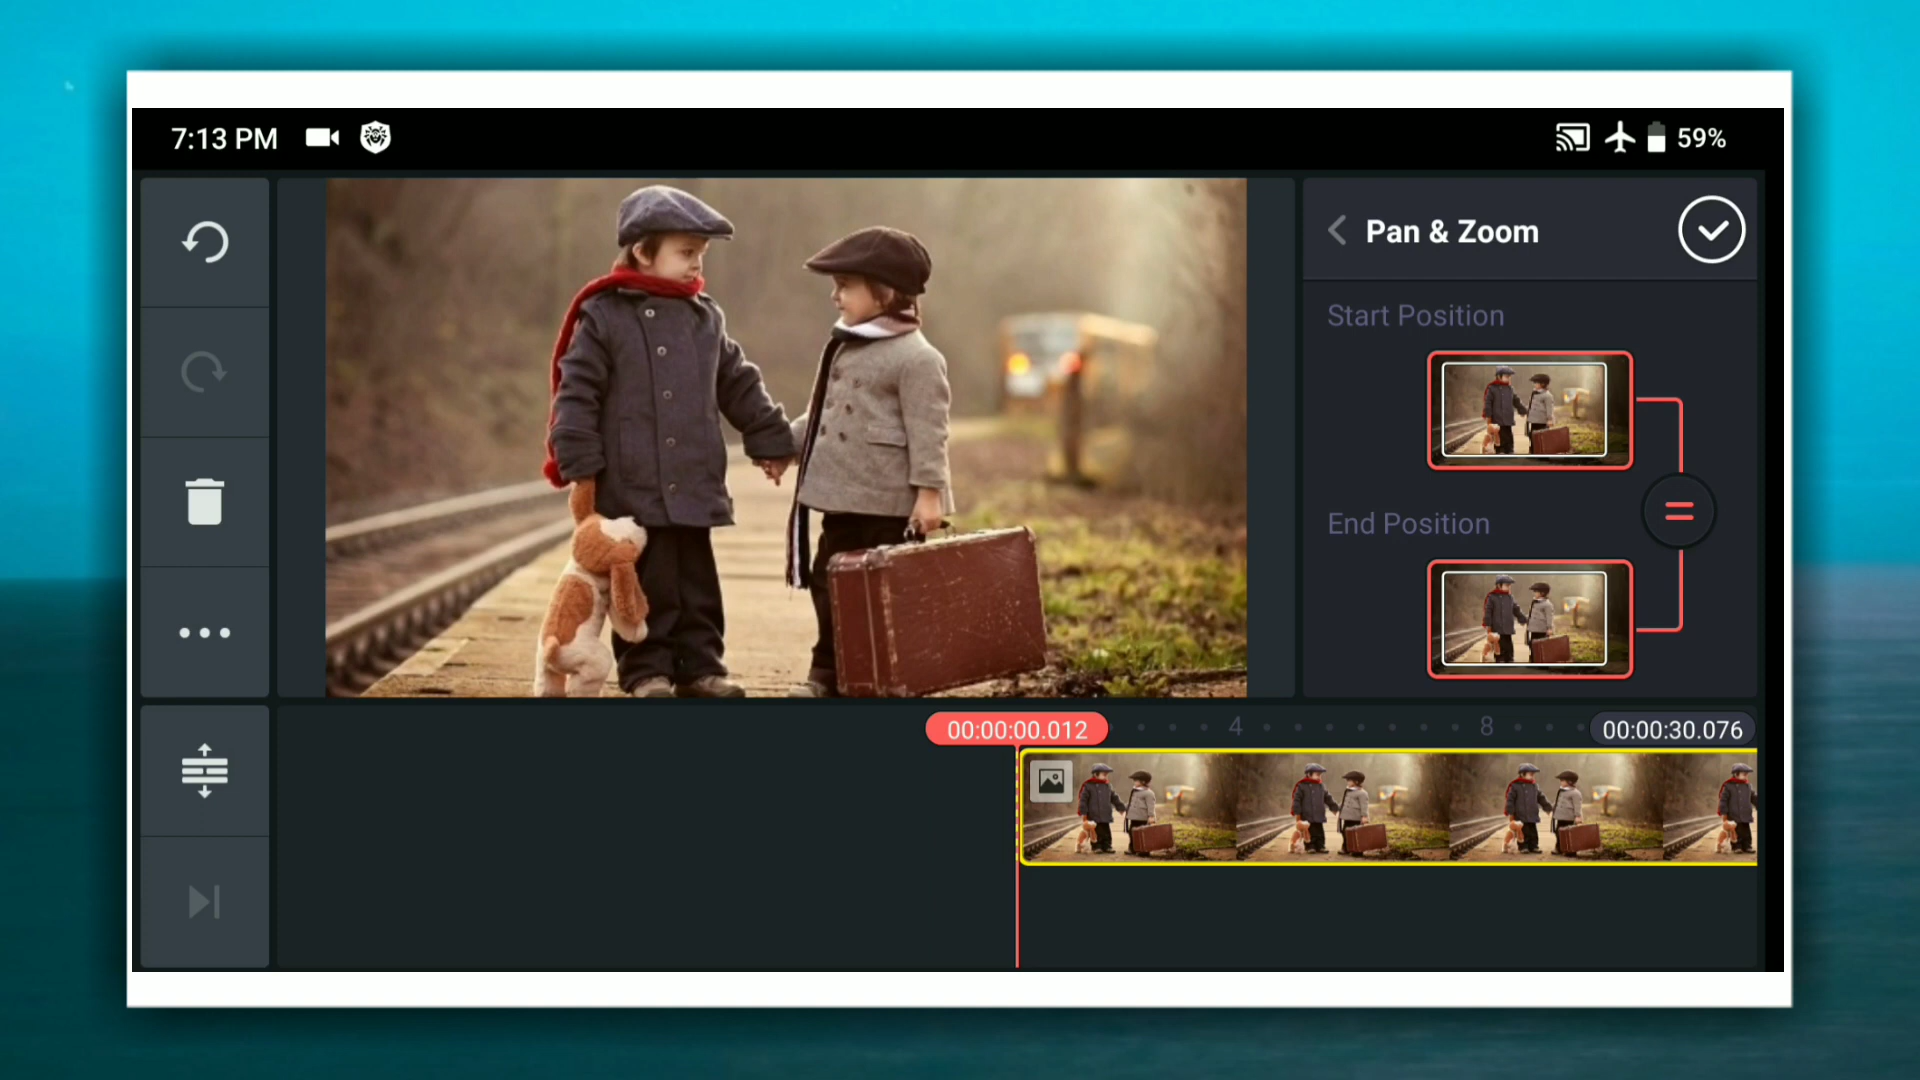 7:13 PM
59%
Pan & Zoom
Start Position
End Position
00:00:00.012
4
8
00:00:30.076